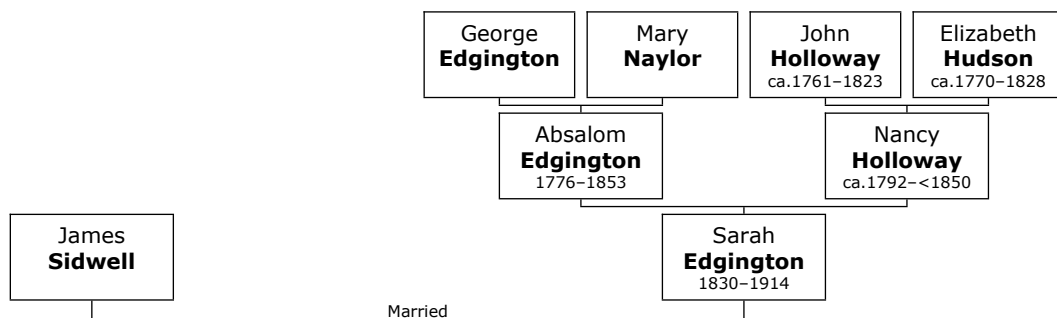 George
Edgington
Mary
Naylor
John
Holloway
ca.1761–1823
Elizabeth
Hudson
ca.1770–1828
Absalom
Edgington
1776–1853
Nancy
Holloway
ca.1792–<1850
James
Sidwell
Sarah
Edgington
1830–1914
Married